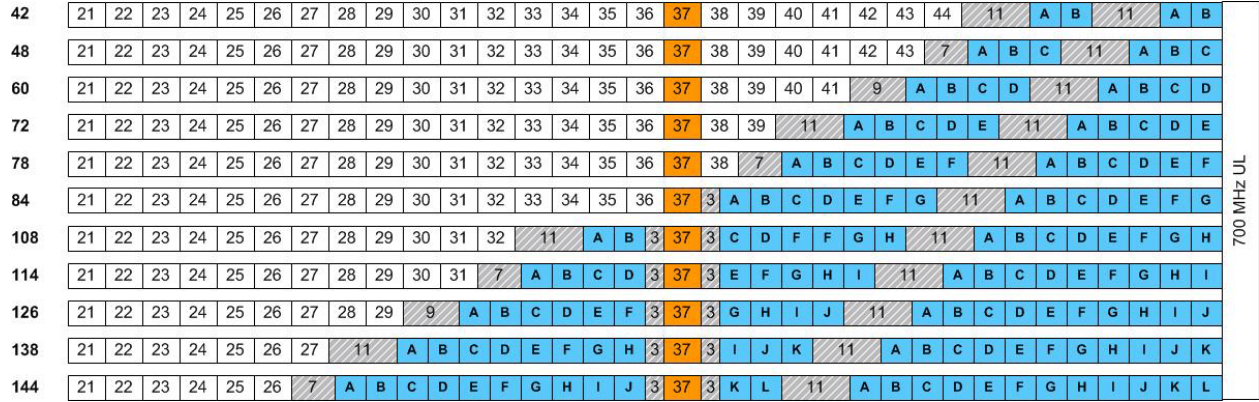 42 21 22 23 24 25 26 27 28 29 30 31 32 33 34 35 36 37 38 39 40 41 42 43 44 11 A B 11 A B
48 21 22 23 24 25 26 27 28 29 30 31 32 33 34 35 36 37 38 39 40 41 42 43 7 A B C 11 A B C
60 21 22 23 24 25 26 27 28 29 30 31 32 33 34 35 36 37 38 39 40 41 9 A B C D 11 A B C D
72 21 22 23 24 25 26 27 28 29 30 31 32 33 34 35 36 37 38 39 11 A B C D E 11 A B C D E
78 21 22 23 24 25 26 27 28 29 30 31 32 33 34 35 36 37 38 7 A B C D E F 11 A B C D E F
84 21 22 23 24 25 26 27 28 29 30 31 32 33 34 35 36 37 3 A B C D E F G 11 A B C D E F G
108 21 22 23 24 25 26 27 28 29 30 31 32 11 A B 3 37 3 C D F F G H 11 A B C D E F G H
114 21 22 23 24 25 26 27 28 29 30 31 7 A B C D 3 37 3 E F G H I 11 A B C D E F G H I
126 21 22 23 24 25 26 27 28 29 9 A B C D E F 3 37 3 G H I J 11 A B C D E F G H I J
138 21 22 23 24 25 26 27 11 A B C D E F G H 3 37 3 I J K 11 A B C D E F G H I J K
144 21 22 23 24 25 26 7 A B C D E F G H I J 3 37 3 K L 11 A B C D E F G H I J K L
700 MHz UL